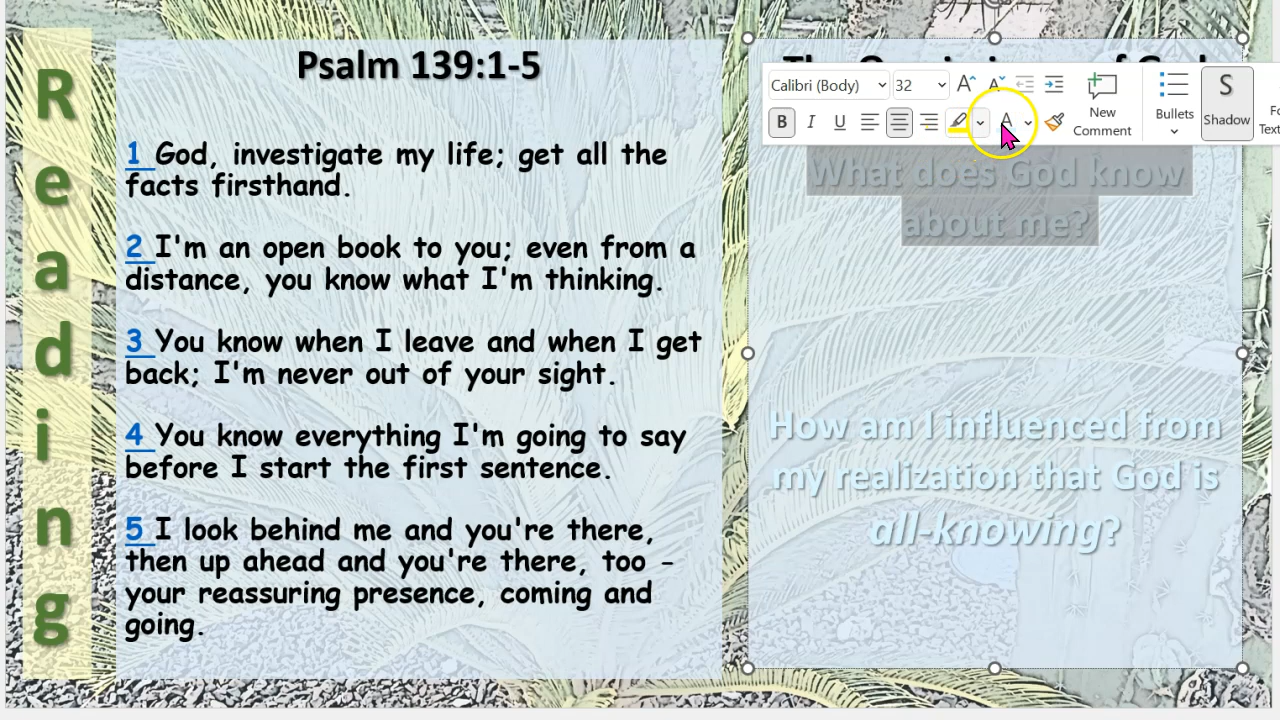 Reading
Psalm 139:1-5
1 God, investigate my life; get all the
facts firsthand.
2 I'm an open book to you; even from a
distance, you know what I'm thinking.
3 You know when I leave and when I get
back; I'm never out of your sight.
4 You know everything I'm going to say
before I start the first sentence.
5 I look behind me and you're there,
then up ahead and you're there, too -
your reassuring presence, coming and
going.
Calibri (Body) 32
B I U A
New
Comment
Bullets
S
Shadow
What does God know
about me?
How am I influenced from
my realization that God is
all-knowing?